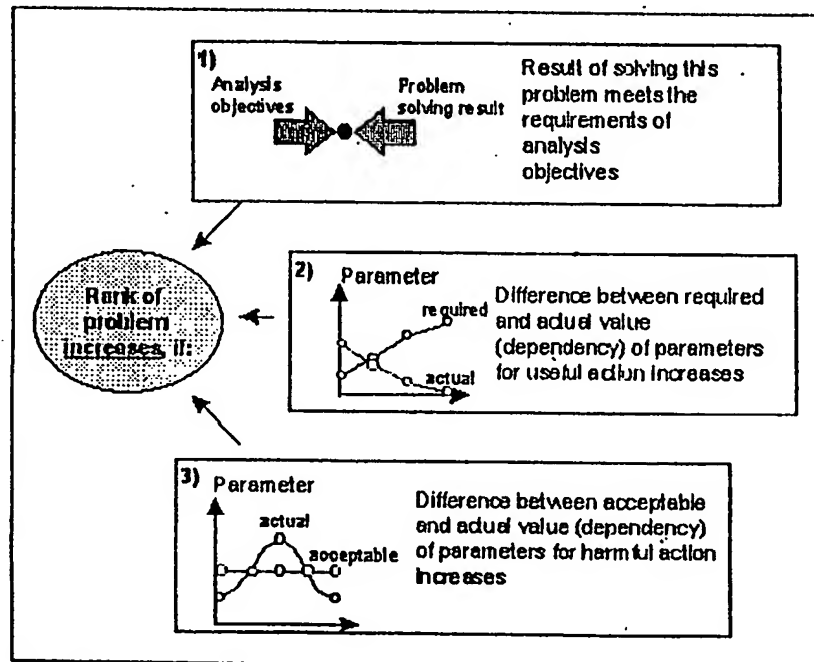 1)
Analysis
objectives
Problem
solving result
Result of solving this
problem meets the
requirements of
analysis
objectives
Rank of
problem
increases, if:
2)
Parameter
required
actual
Difference between required
and actual value
(dependency) of parameters
for useful action increases
3)
Parameter
actual
acceptable
Difference between acceptable
and actual value (dependency)
of parameters for harmful action
increases